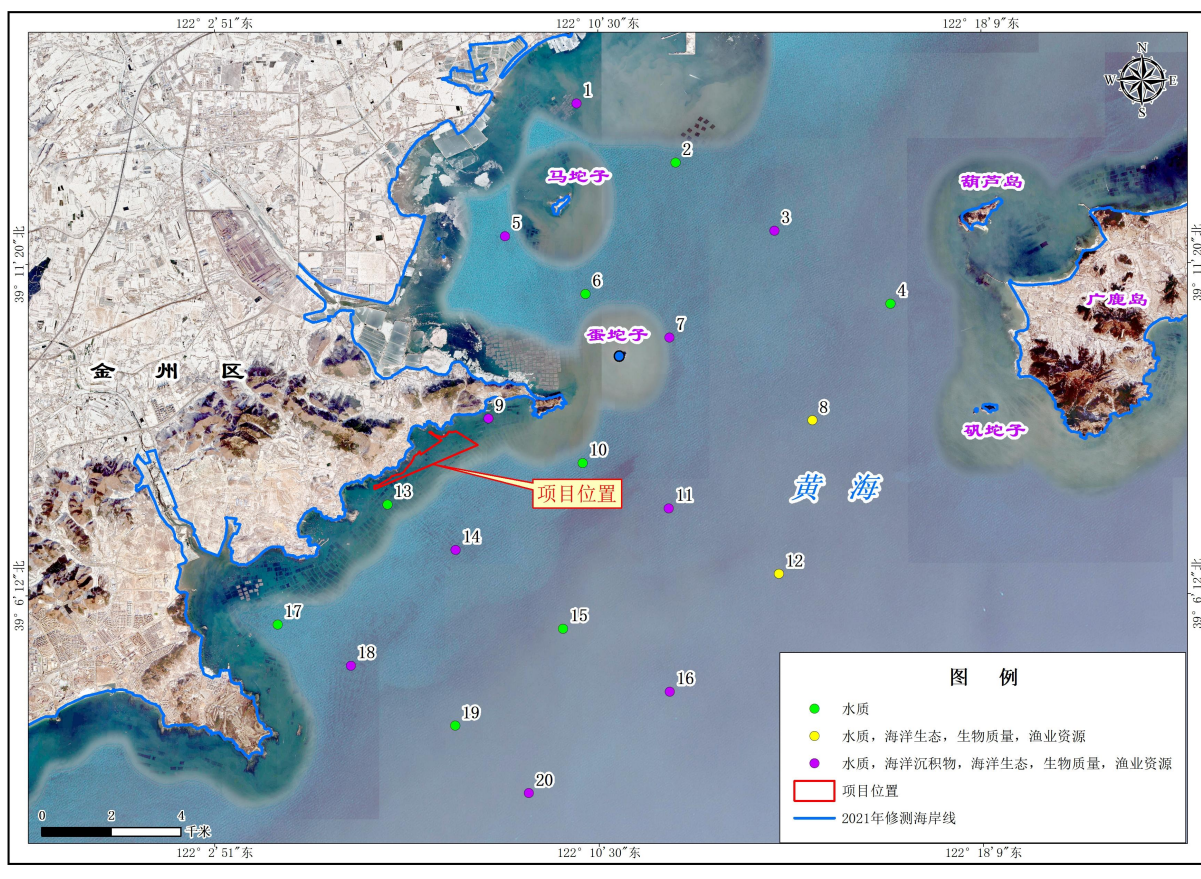 122° 2'51"东
122° 10'30"东
122° 18'9"东
N
W
E
S
1
2
马坨子
葫芦岛
3
5
39° 11'20"北
39° 11'20"北
6
4
广鹿岛
7
蛋坨子
金 州 区
9
8
矾坨子
10
黄 海
项目位置
13
11
14
12
39° 6'12"北
39° 6'12"北
17
15
18
16
19
20
图 例
水质
水质，海洋生态，生物质量，渔业资源
水质，海洋沉积物，海洋生态，生物质量，渔业资源
项目位置
2021年修测海岸线
0
2
4
千米
122° 2'51"东
122° 10'30"东
122° 18'9"东